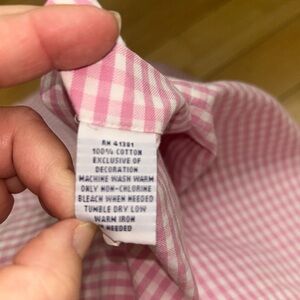 RN 41381
100% COTTON
EXCLUSIVE OF
DECORATION
MACHINE WASH WARM
ONLY NON-CHLORINE
BLEACH WHEN NEEDED
TUMBLE DRY LOW
WARM IRON
NEEDED